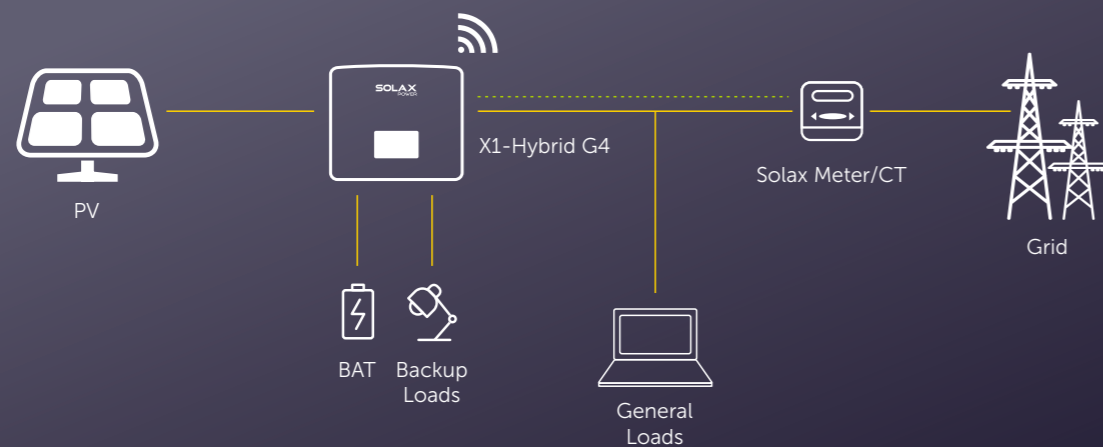 SOLAX
POWER
X1-Hybrid G4
Solax Meter/CT
PV
Grid
BAT
Backup
Loads
General
Loads